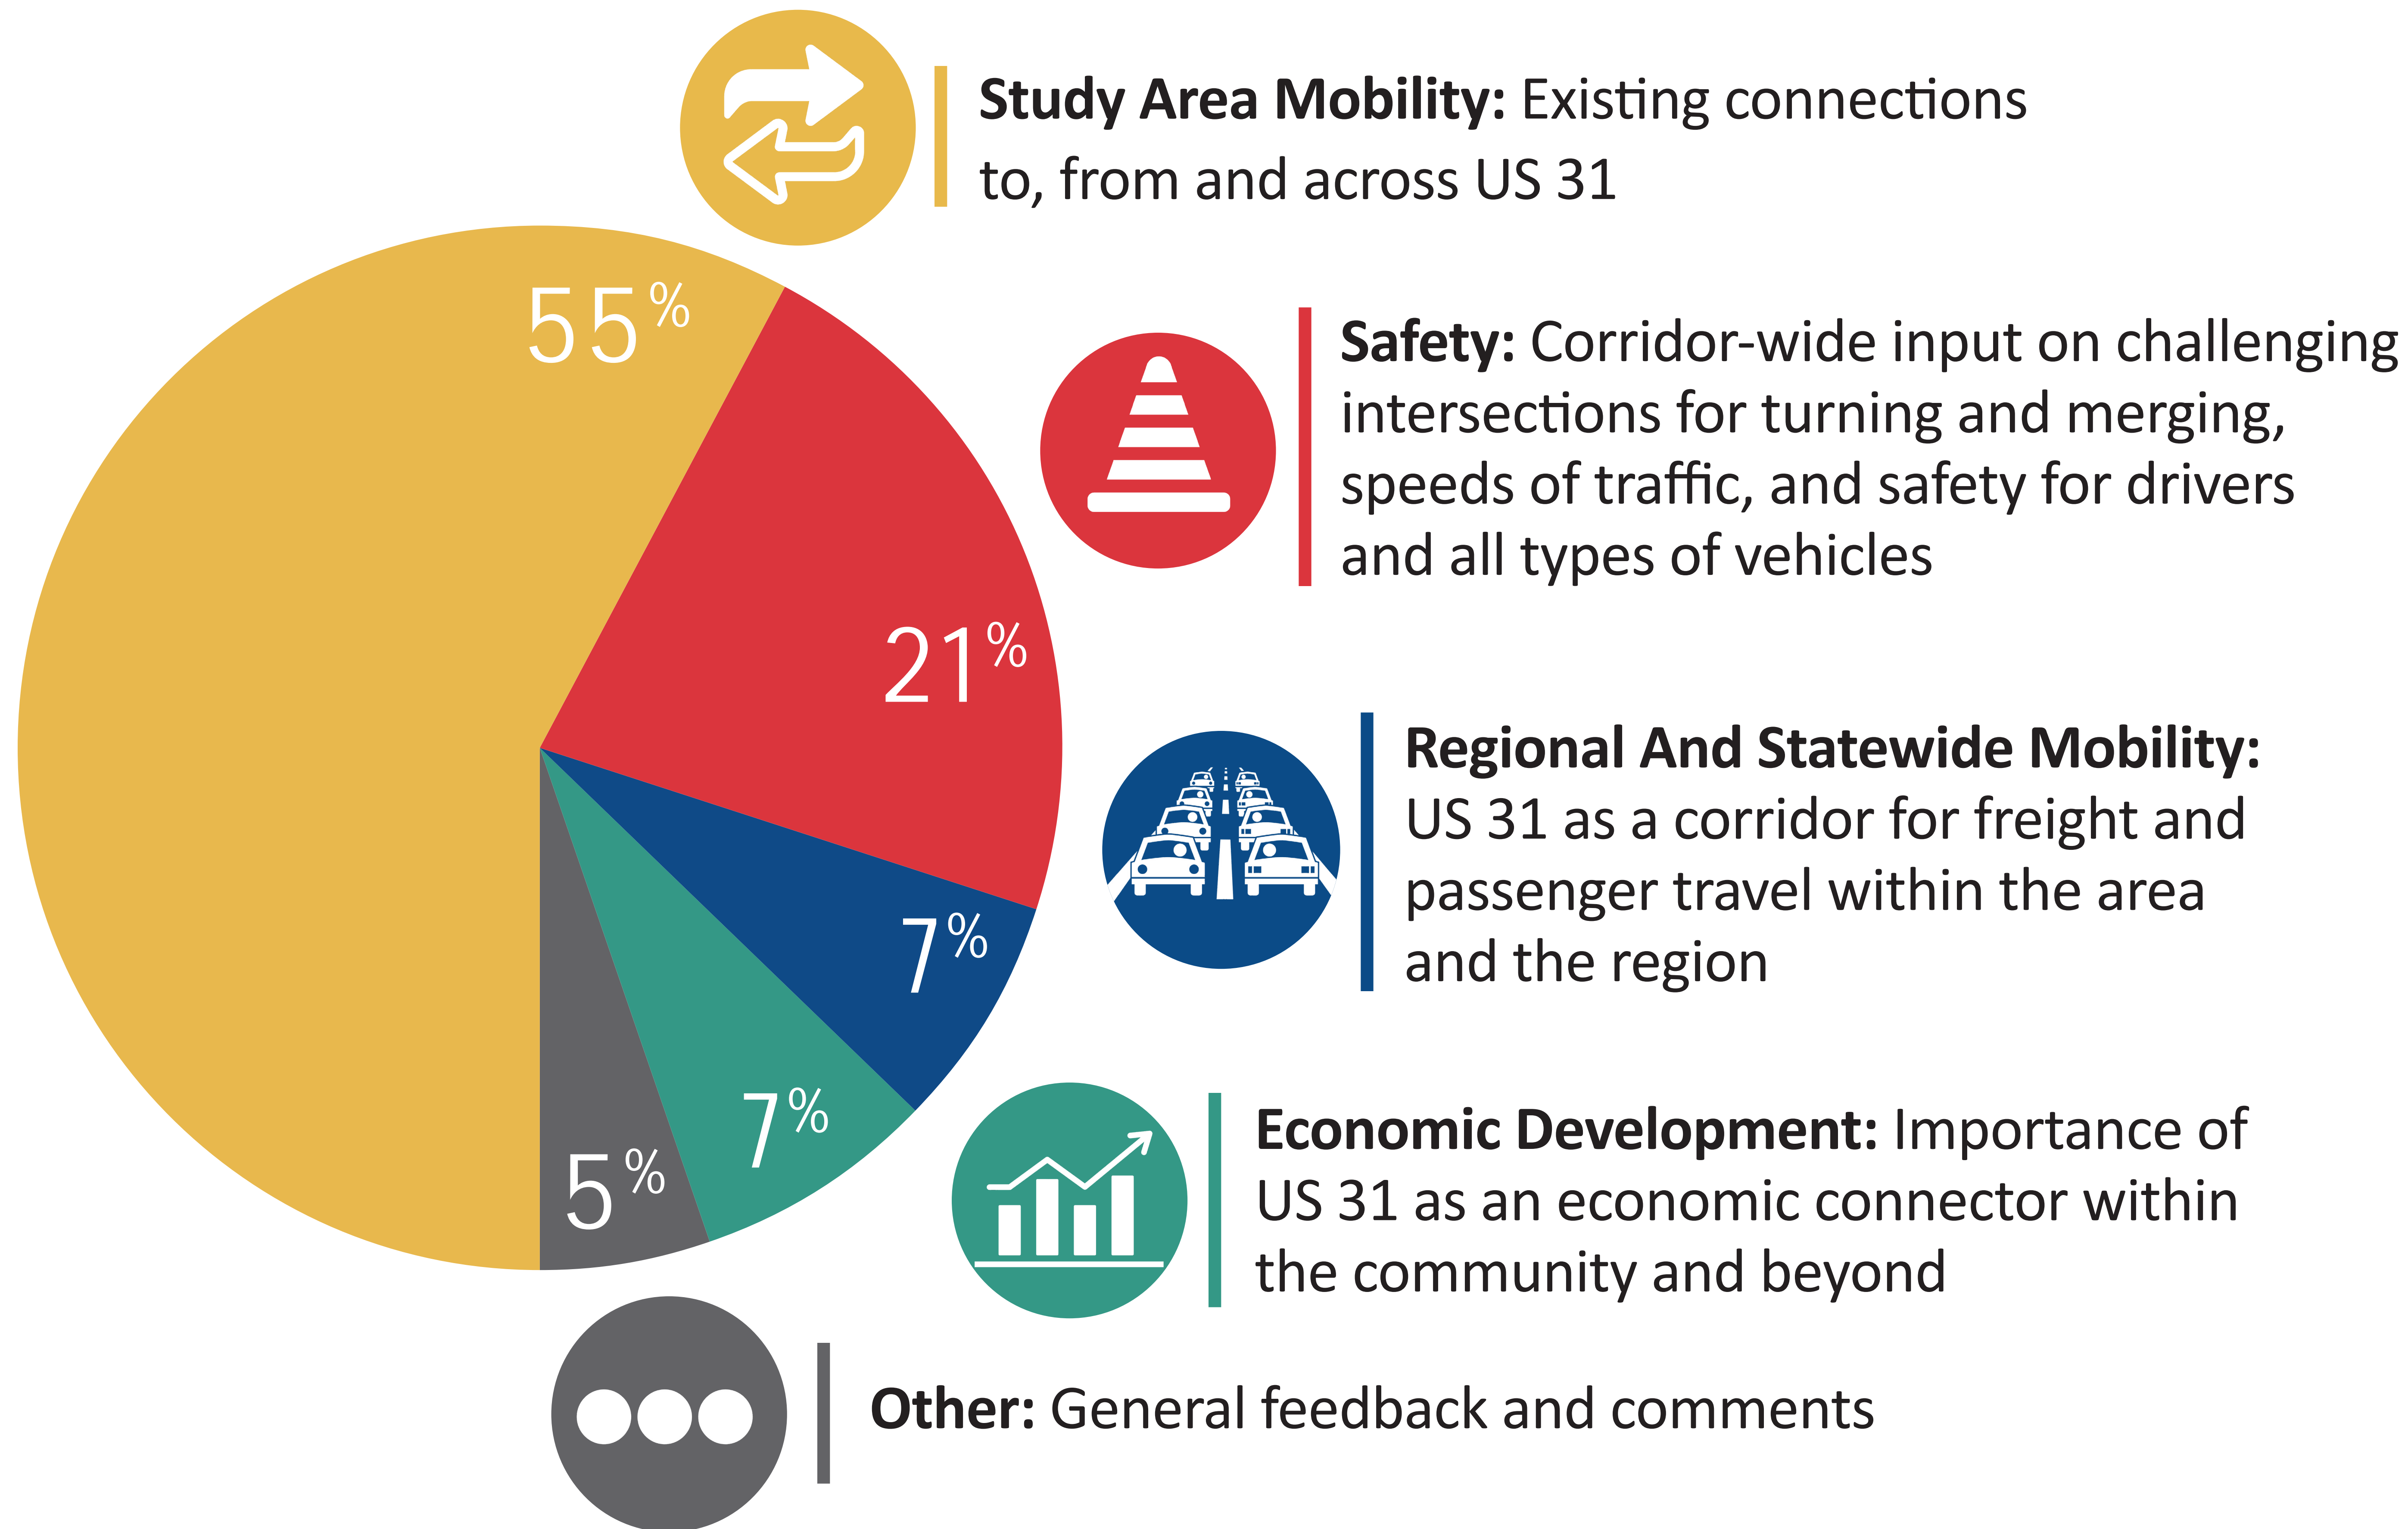 Study Area Mobility: Existing connections
to, from and across US 31
55%
Safety: Corridor-wide input on challenging
intersections for turning and merging,
speeds of traffic, and safety for drivers
and all types of vehicles
21%
Regional And Statewide Mobility:
US 31 as a corridor for freight and
passenger travel within the area
and the region
7%
Economic Development: Importance of
US 31 as an economic connector within
the community and beyond
7%
5%
Other: General feedback and comments